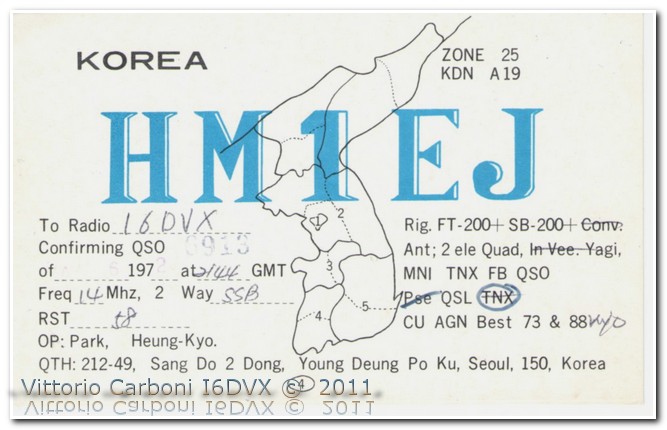 KOREA
ZONE 25
KDN A19
HM1EJ
To Radio I6DVX
Confirming QSO
of 197 at 2144 GMT
Freq 14 Mhz, 2 Way SSB
RST 58
OP: Park, Heung-Kyo.
QTH: 212-49, Sang Do 2 Dong, Young Deung Po Ku, Seoul, 150, Korea
Rig. FT-200+ SB-200+ Conv.
Ant; 2 ele Quad, In Vee. Yagi,
MNI TNX FB QSO
Pse QSL TNX
CU AGN Best 73 & 88
1
2
3
4
5
4
Vittorio Carboni I6DVX © 2011